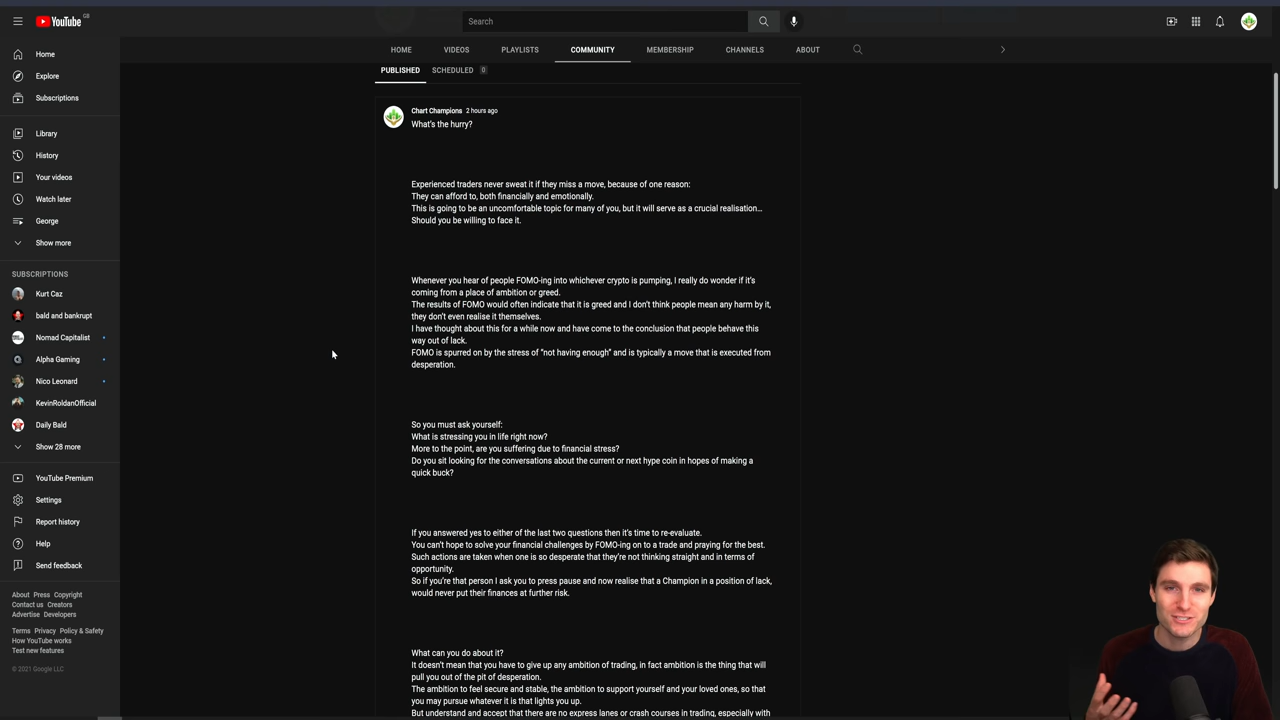 YouTube GB
Search
Home
Explore
Subscriptions
Library
History
Your videos
Watch later
George
Show more
SUBSCRIPTIONS
Kurt Caz
bald and bankrupt
Nomad Capitalist
Alpha Gaming
Nico Leonard
KevinRoldanOfficial
Daily Bald
Show 28 more
YouTube Premium
Settings
Report history
Help
Send feedback
About Press Copyright
Contact us Creators
Advertise Developers
Terms Privacy Policy & Safety
How YouTube works
Test new features
© 2021 Google LLC
HOME VIDEOS PLAYLISTS COMMUNITY MEMBERSHIP CHANNELS ABOUT
PUBLISHED SCHEDULED 0
Chart Champions 2 hours ago
What's the hurry?
Experienced traders never sweat it if they miss a move, because of one reason:
They can afford to, both financially and emotionally.
This is going to be an uncomfortable topic for many of you, but it will serve as a crucial realisation…
Should you be willing to face it.
Whenever you hear of people FOMO-ing into whichever crypto is pumping, I really do wonder if it's
coming from a place of ambition or greed.
The results of FOMO would often indicate that it is greed and I don't think people mean any harm by it,
they don't even realise it themselves.
I have thought about this for a while now and have come to the conclusion that people behave this
way out of lack.
FOMO is spurred on by the stress of "not having enough" and is typically a move that is executed from
desperation.
So you must ask yourself:
What is stressing you in life right now?
More to the point, are you suffering due to financial stress?
Do you sit looking for the conversations about the current or next hype coin in hopes of making a
quick buck?
If you answered yes to either of the last two questions then it's time to re-evaluate.
You can't hope to solve your financial challenges by FOMO-ing on to a trade and praying for the best.
Such actions are taken when one is so desperate that they're not thinking straight and in terms of
opportunity.
So if you're that person I ask you to press pause and now realise that a Champion in a position of lack,
would never put their finances at further risk.
What can you do about it?
It doesn't mean that you have to give up any ambition of trading, in fact ambition is the thing that will
pull you out of the pit of desperation.
The ambition to feel secure and stable, the ambition to support yourself and your loved ones, so that
you may pursue whatever it is that lights you up.
But understand and accept that there are no express lanes or crash courses in trading, especially with